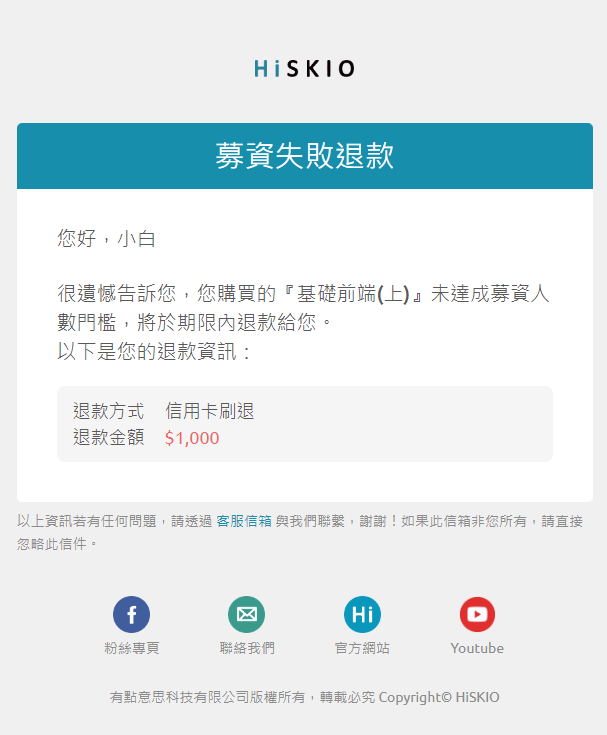 HiSKIO
募資失敗退款
您好，小白
很遺憾告訴您，您購買的『基礎前端(上)』未達成募資人
數門檻，將於期限內退款給您。
以下是您的退款資訊：
退款方式 信用卡刷退
退款金額 $1,000
以上資訊若有任何問題，請透過 客服信箱 與我們聯繫，謝謝！如果此信箱非您所有，請直接
忽略此信件。
f Hi
粉絲專頁 聯絡我們 官方網站 Youtube
有點意思科技有限公司版權所有，轉載必究 Copyright© HiSKIO